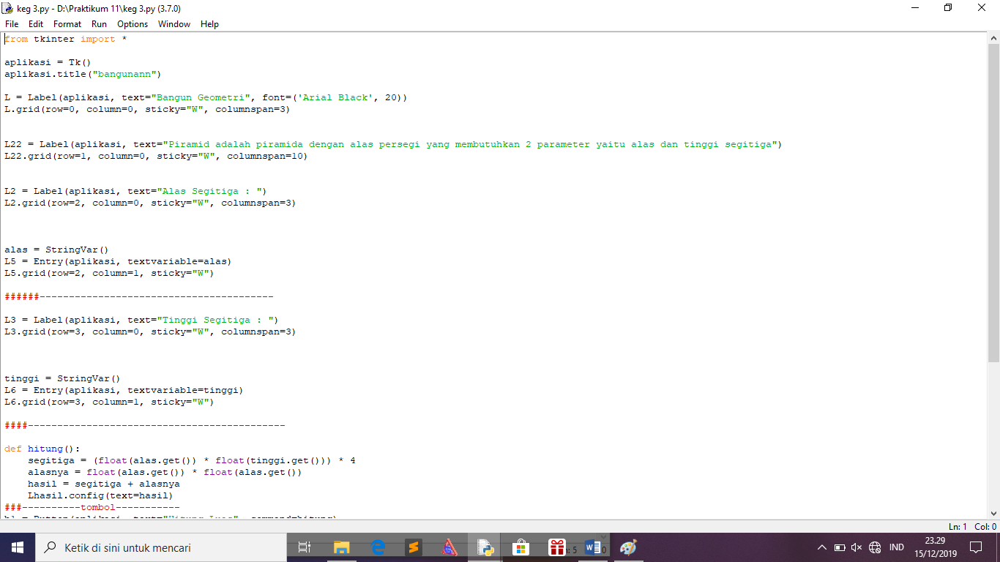 keg 3.py - D:\Praktikum 11\keg 3.py (3.7.0)
File Edit Format Run Options Window Help
from tkinter import *
aplikasi = Tk()
aplikasi.title("bangunann")
L = Label(aplikasi, text="Bangun Geometri", font=('Arial Black', 20))
L.grid(row=0, column=0, sticky="W", columnspan=3)
L22 = Label(aplikasi, text="Piramid adalah piramida dengan alas persegi yang membutuhkan 2 parameter yaitu alas dan tinggi segitiga")
L22.grid(row=1, column=0, sticky="W", columnspan=10)
L2 = Label(aplikasi, text="Alas Segitiga : ")
L2.grid(row=2, column=0, sticky="W", columnspan=3)
alas = StringVar()
L5 = Entry(aplikasi, textvariable=alas)
L5.grid(row=2, column=1, sticky="W")
######----------------------------------------
L3 = Label(aplikasi, text="Tinggi Segitiga : ")
L3.grid(row=3, column=0, sticky="W", columnspan=3)
tinggi = StringVar()
L6 = Entry(aplikasi, textvariable=tinggi)
L6.grid(row=3, column=1, sticky="W")
####--------------------------------------------
def hitung():
    segitiga = (float(alas.get()) * float(tinggi.get())) * 4
    alasnya = float(alas.get()) * float(alas.get())
    hasil = segitiga + alasnya
    Lhasil.config(text=hasil)
###----------tombol-----------
Ln: 1 Col: 0
Ketik di sini untuk mencari
IND
23.29
15/12/2019